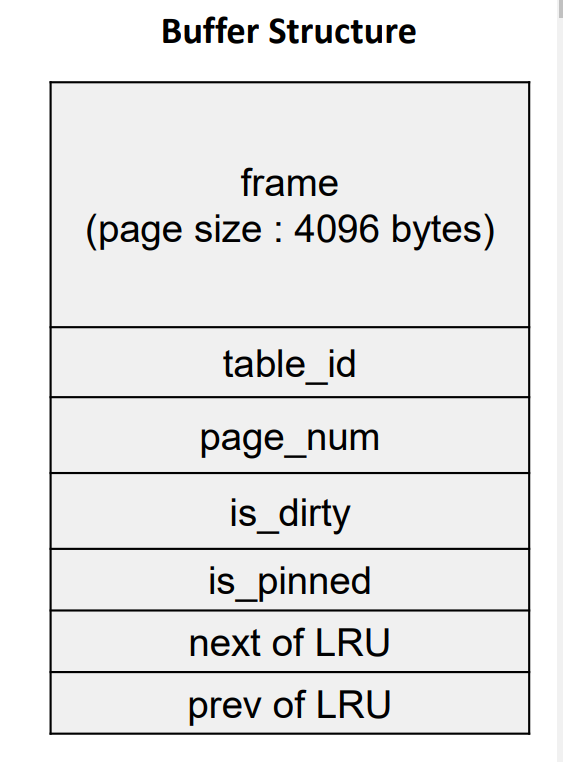 Buffer Structure
frame
(page size : 4096 bytes)
table_id
page_num
is_dirty
is_pinned
next of LRU
prev of LRU